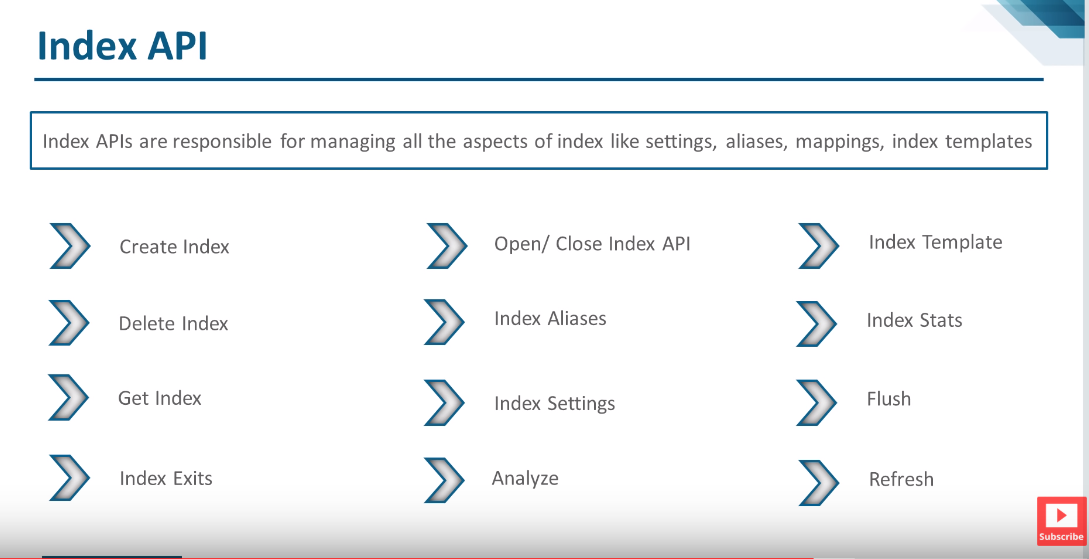 Index API
Index APIs are responsible for managing all the aspects of index like settings, aliases, mappings, index templates
Create Index
Delete Index
Get Index
Index Exits
Open/ Close Index API
Index Aliases
Index Settings
Analyze
Index Template
Index Stats
Flush
Refresh
Subscribe